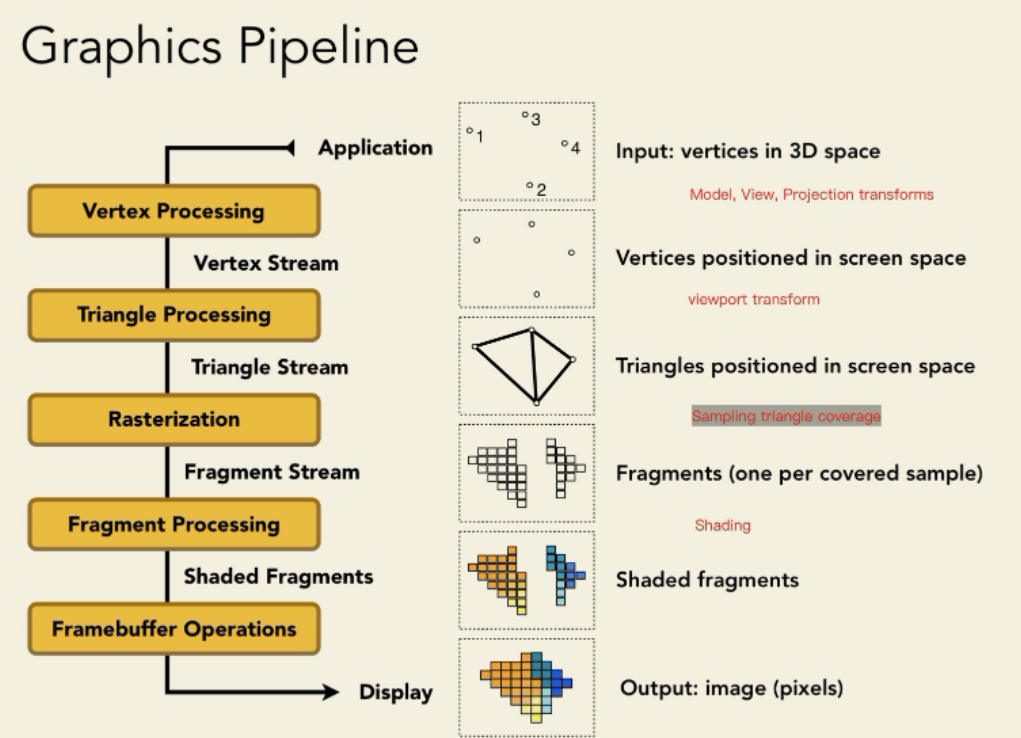 Graphics Pipeline
Application
Vertex Processing
Vertex Stream
Triangle Processing
Triangle Stream
Rasterization
Fragment Stream
Fragment Processing
Shaded Fragments
Framebuffer Operations
Display
3
1
4
2
Input: vertices in 3D space
Model, View, Projection transforms
Vertices positioned in screen space
viewport transform
Triangles positioned in screen space
Sampling triangle coverage
Fragments (one per covered sample)
Shading
Shaded fragments
Output: image (pixels)